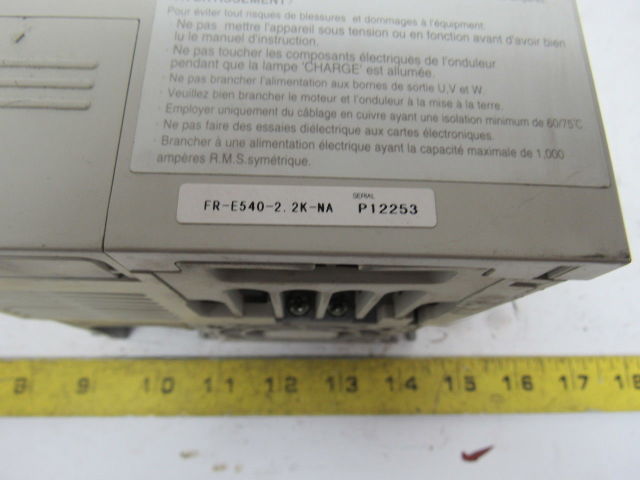 Pour éviter tout risques de blessures et dommages à l'équipement.
· Ne pas mettre l'appareil sous tension ou en fonction avant d'avoir bien
lu le manuel d'instruction.
· Ne pas toucher les composants électriques de l'onduleur
pendant que la lampe 'CHARGE' est allumée.
· Ne pas brancher l'alimentation aux bornes de sortie U,V et W.
· Veuillez bien brancher le moteur et l'onduleur à la mise à la terre.
· Employer uniquement du câblage en cuivre ayant une isolation minimum de 60/75℃
· Ne pas faire des essaies diélectrique aux cartes électroniques.
· Brancher à une alimentation électrique ayant la capacité maximale de 1,000
ampères R.M.S.symétrique.
SERIAL
FR-E540-2.2K-NA P12253
8 9 10 11 12 13 14 15 16 17 18